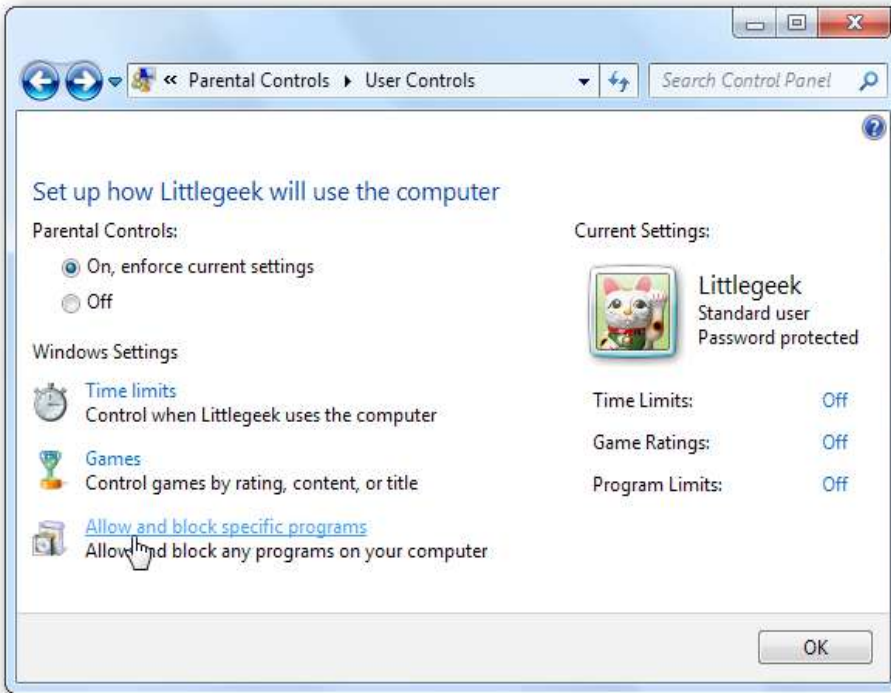 « Parental Controls ▸ User Controls
Search Control Panel
Set up how Littlegeek will use the computer
Parental Controls:
On, enforce current settings
Off
Windows Settings
Time limits
Control when Littlegeek uses the computer
Games
Control games by rating, content, or title
Allow and block specific programs
Allow and block any programs on your computer
Current Settings:
Littlegeek
Standard user
Password protected
Time Limits: Off
Game Ratings: Off
Program Limits: Off
OK